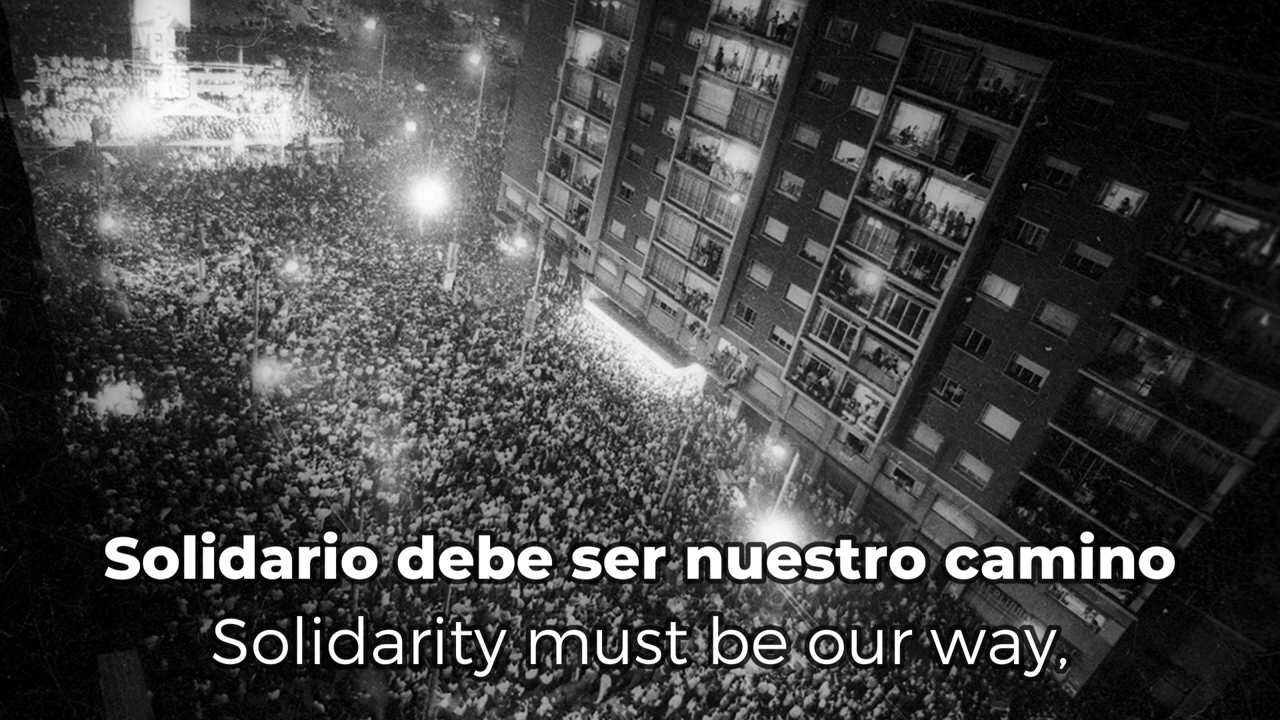 Solidario debe ser nuestro camino
Solidarity must be our way,